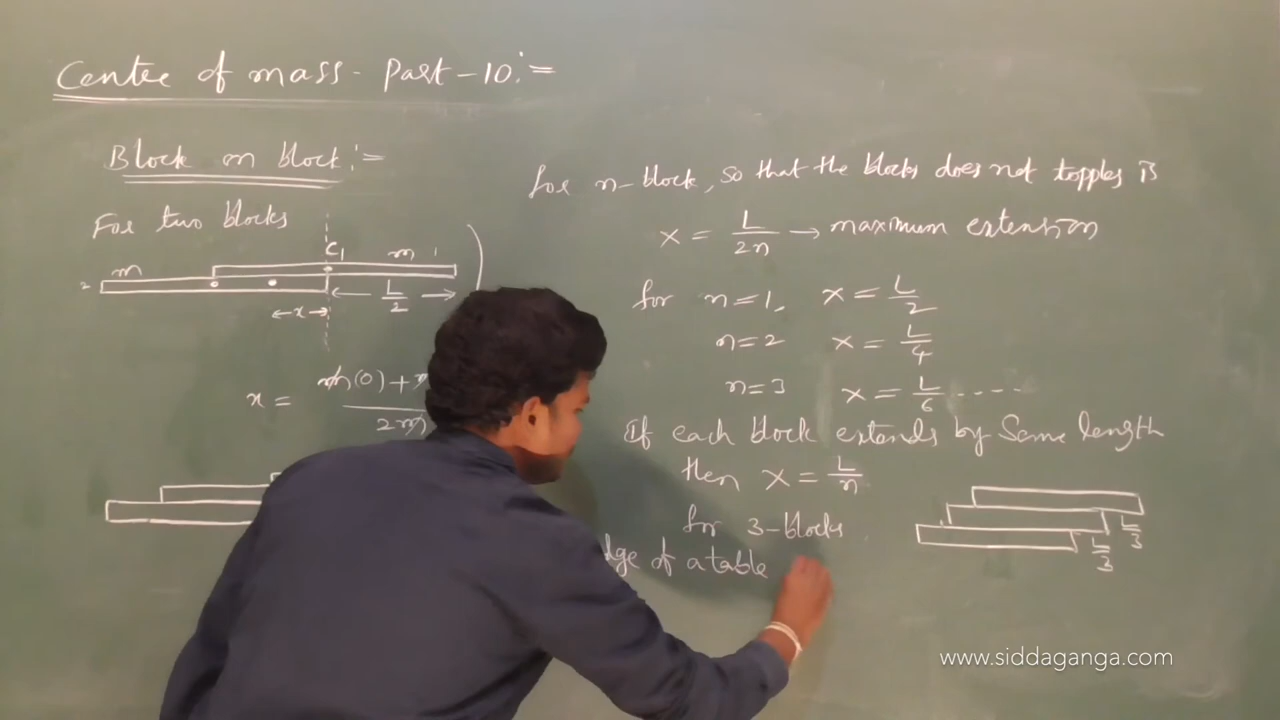 Centre of mass - Part - 10:=
Block on block:=
For two blocks
C1
m
m
2
x
L/2
x =
m(0) +
2m
for n-block, so that the blocks does not topples is
x = L/2n → maximum extension
for n=1, x = L/2
n=2 x = L/4
n=3 x = L/6 ----
If each block extends by same length
then x = L/n
for 3-blocks
L/3
L/3
dge of a table
www.siddaganga.com